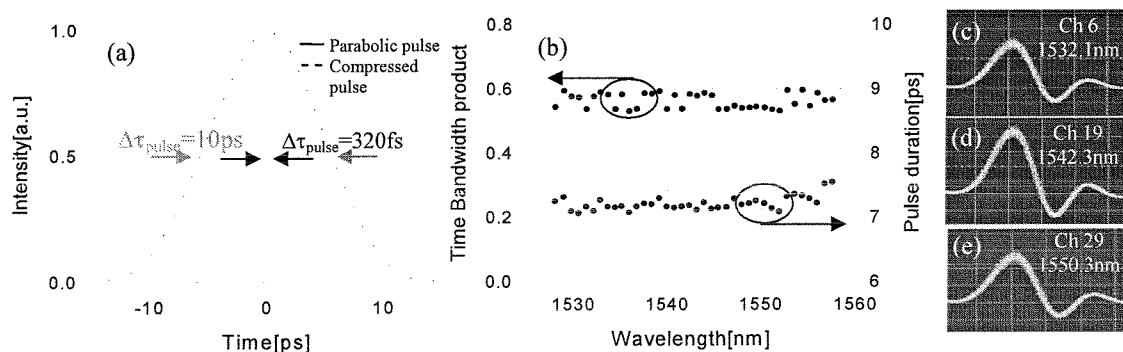 (a)
Parabolic pulse
Compressed
pulse
Δτpulse=10ps
Δτpulse=320fs
Intensity[a.u.]
1.0
0.5
0.0
-10
0
10
Time[ps]
(b)
Time Bandwidth product
0.8
0.6
0.4
0.2
0.0
10
9
8
7
6
Pulse duration[ps]
1530
1540
1550
1560
Wavelength[nm]
(c)
Ch 6
1532.1nm
(d)
Ch 19
1542.3nm
(e)
Ch 29
1550.3nm